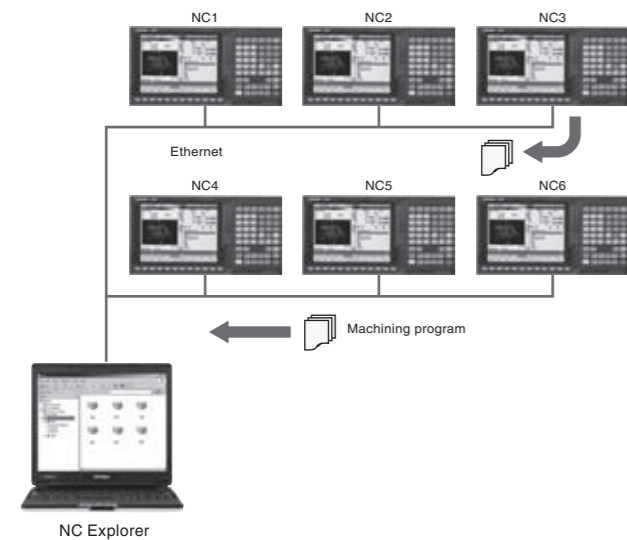 NC1
NC2
NC3
Ethernet
NC4
NC5
NC6
Machining program
NC Explorer